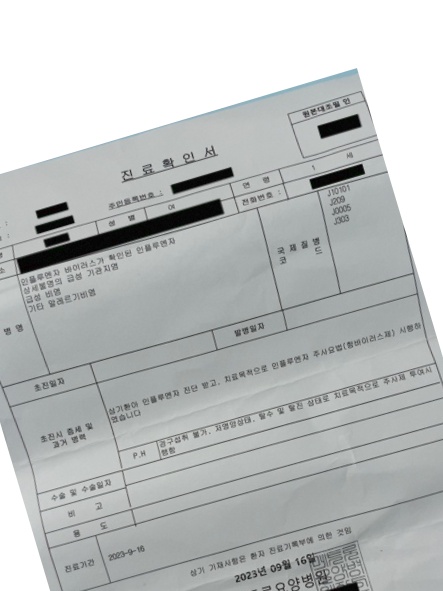 원본대조필 인
진 료 확 인 서
주민등록번호 :
성 별 여 연 령 1 세
전화번호 :
병 명
인플루엔자 바이러스가 확인된 인플루엔자
상세불명의 급성 기관지염
급성 비염
기타 알레르기비염
국 제 질 병
코 드
J10101
J209
J0005
J303
발병일자
초진일자
초진시 증세 및
과거 병력
상기환아 인플루엔자 진단 받고, 치료목적으로 인플루엔자 주사요법(항바이러스제) 시행하
였습니다
P.H
경구섭취 불가, 저영양상태, 탈수 및 탈진 상태로 치료목적으로 주사제 투여시
행함
수술 및 수술일자
비 고
용 도
진료기간 2023-9-16
상기 기재사항은 환자 진료기록부에 의한 것임
2023년 09월 16일
요양병원